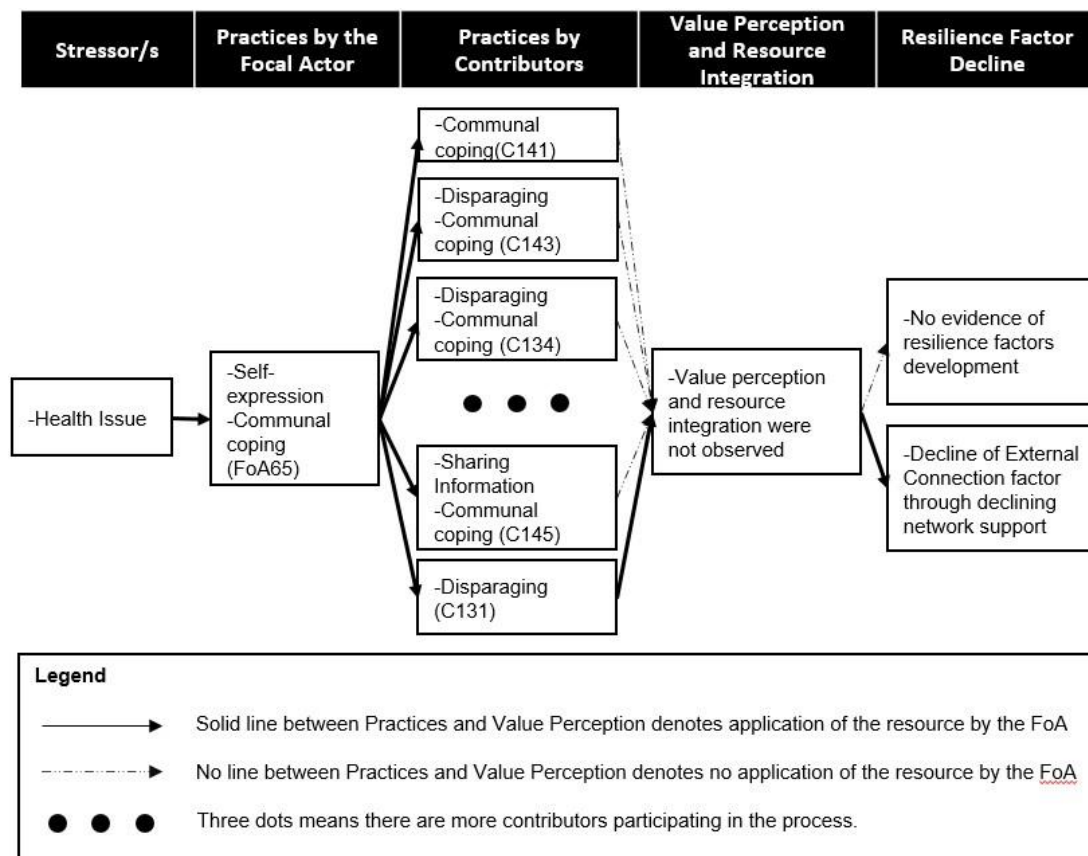 Stressor/s
Practices by the
Focal Actor
Practices by
Contributors
Value Perception
and Resource
Integration
Resilience Factor
Decline
-Health Issue
-Self-
expression
-Communal
coping
(FoA65)
-Communal
coping(C141)
-Disparaging
-Communal
coping (C143)
-Disparaging
-Communal
coping (C134)
-Sharing
Information
-Communal
coping (C145)
-Disparaging
(C131)
-Value perception
and resource
integration were
not observed
-No evidence of
resilience factors
development
-Decline of External
Connection factor
through declining
network support
Legend
Solid line between Practices and Value Perception denotes application of the resource by the FoA
No line between Practices and Value Perception denotes no application of the resource by the FoA
Three dots means there are more contributors participating in the process.